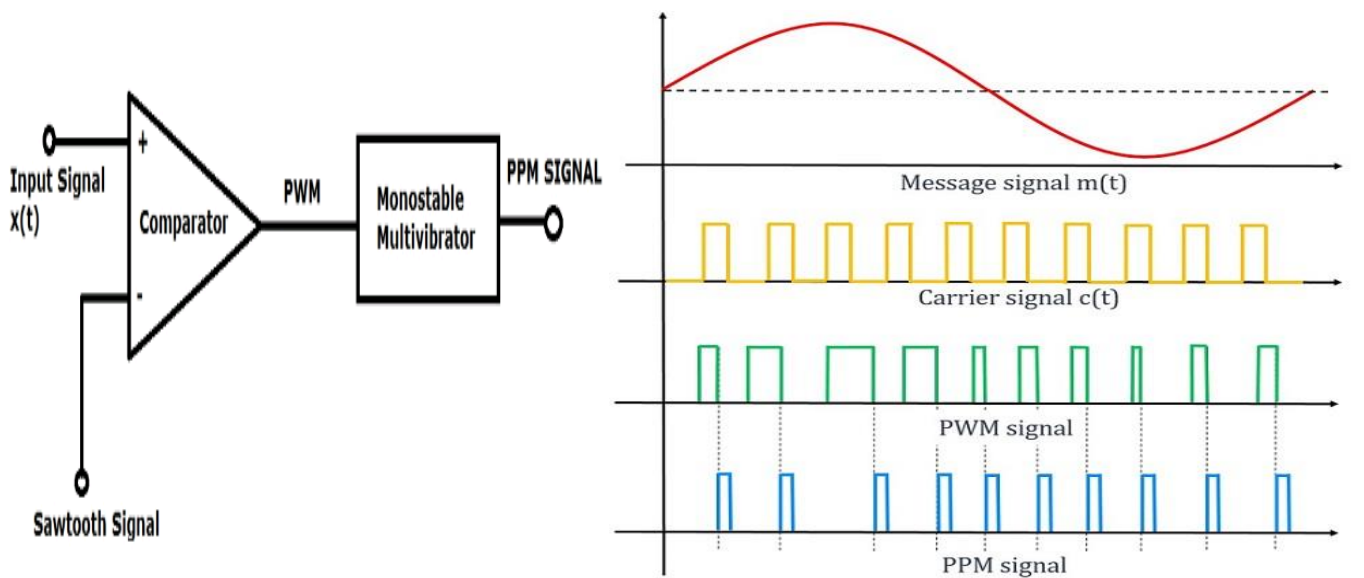 Input Signal
x(t)
+
Comparator
-
Sawtooth Signal
PWM
Monostable
Multivibrator
PPM SIGNAL
Message signal m(t)
Carrier signal c(t)
PWM signal
PPM signal